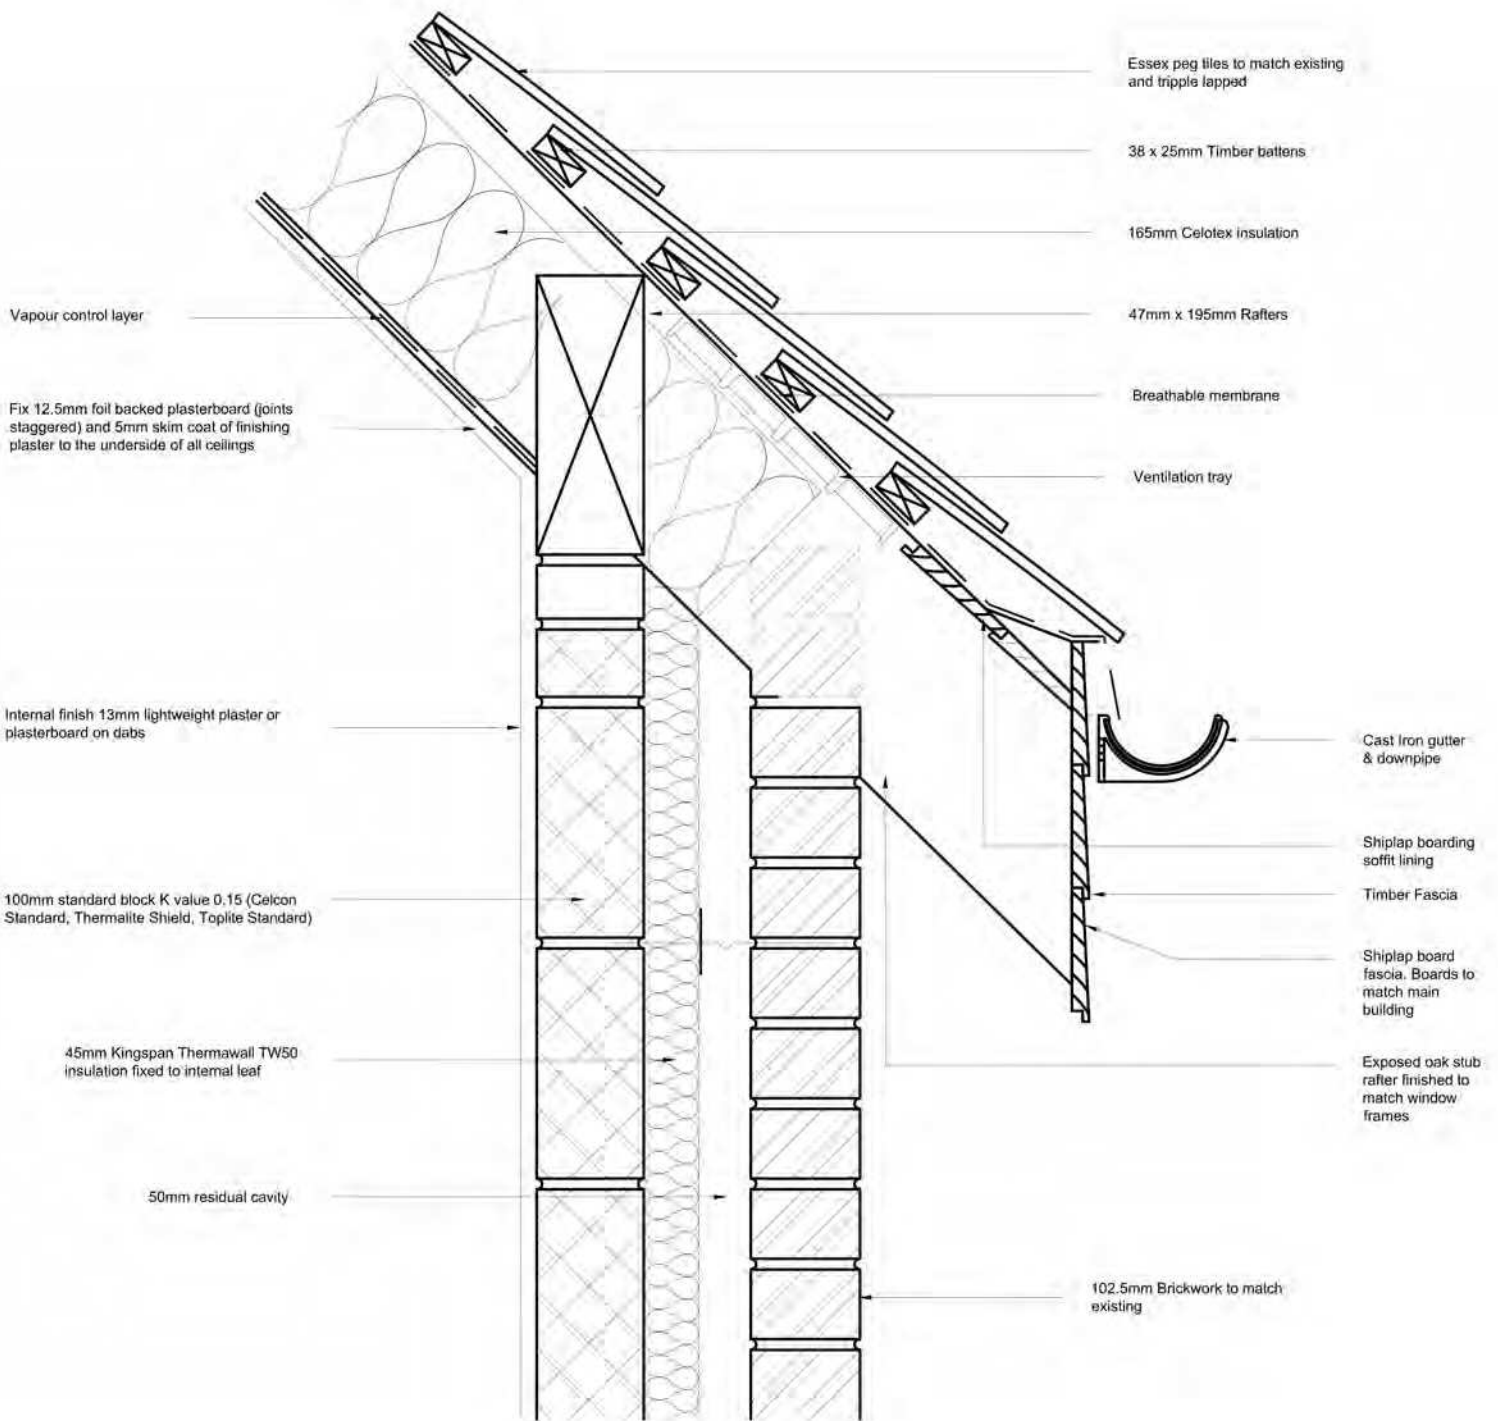 Essex peg tiles to match existing
and tripple lapped
38 x 25mm Timber battens
165mm Celotex insulation
47mm x 195mm Rafters
Breathable membrane
Ventilation tray
Vapour control layer
Fix 12.5mm foil backed plasterboard (joints
staggered) and 5mm skim coat of finishing
plaster to the underside of all ceilings
Internal finish 13mm lightweight plaster or
plasterboard on dabs
100mm standard block K value 0.15 (Celcon
Standard, Thermalite Shield, Toplite Standard)
45mm Kingspan Thermawall TW50
insulation fixed to internal leaf
50mm residual cavity
Cast Iron gutter
& downpipe
Shiplap boarding
soffit lining
Timber Fascia
Shiplap board
fascia. Boards to
match main
building
Exposed oak stub
rafter finished to
match window
frames
102.5mm Brickwork to match
existing